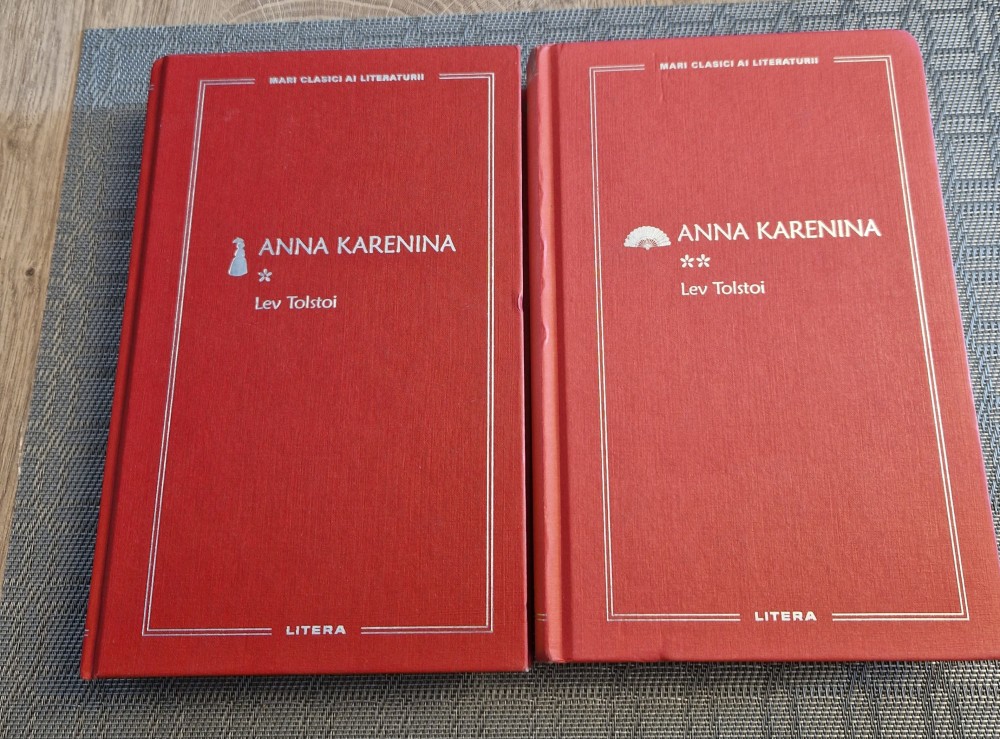 MARI CLASICI AI LITERATURII
ANNA KARENINA
*
Lev Tolstoi
LITERA
MARI CLASICI AI LITERATURII
ANNA KARENINA
**
Lev Tolstoi
LITERA